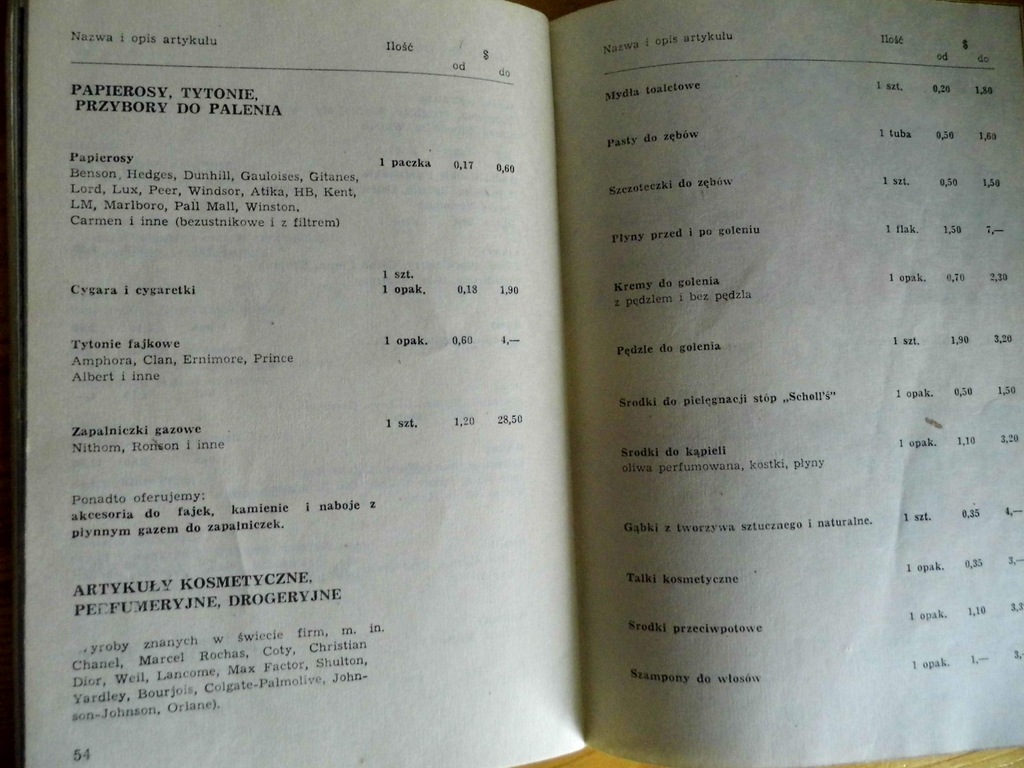 Nazwa i opis artykułu Ilość $
od do
PAPIEROSY, TYTONIE,
PRZYBORY DO PALENIA
Papierosy 1 paczka 0,17 0,60
Benson, Hedges, Dunhill, Gauloises, Gitanes,
Lord, Lux, Peer, Windsor, Atika, HB, Kent,
LM, Marlboro, Pall Mall, Winston,
Carmen i inne (bezustnikowe i z filtrem)
1 szt.
Cygara i cygaretki 1 opak. 0,18 1,90
Tytonie fajkowe 1 opak. 0,60 4,—
Amphora, Clan, Ernimore, Prince
Albert i inne
Zapalniczki gazowe 1 szt. 1,20 28,50
Nithom, Ronson i inne
Ponadto oferujemy:
akcesoria do fajek, kamienie i naboje z
płynnym gazem do zapalniczek.
ARTYKUŁY KOSMETYCZNE,
PERFUMERYJNE, DROGERYJNE
yroby znanych w świecie firm, m. in.
Chanel, Marcel Rochas, Coty, Christian
Dior, Weil, Lancome, Max Factor, Shulton,
Yardley, Bourjois, Colgate-Palmolive, John-
son-Johnson, Orlane).
54
Nazwa i opis artykułu Ilość $
od do
Mydła toaletowe 1 szt. 0,20 1,80
Pasty do zębów 1 tuba 0,50 1,60
Szczoteczki do zębów 1 szt. 0,50 1,50
Płyny przed i po goleniu 1 flak. 1,50 7,—
Kremy do golenia 1 opak. 0,70 2,30
z pędzlem i bez pędzla
Pędzle do golenia 1 szt. 1,90 3,20
Srodki do pielęgnacji stóp „Scholl'ś" 1 opak. 0,50 1,50
Srodki do kąpieli 1 opak. 1,10 3,20
oliwa perfumowana, kostki, płyny
Gąbki z tworzywa sztucznego i naturalne. 1 szt. 0,35 4,—
Talki kosmetyczne 1 opak. 0,35 3,—
Srodki przeciwpotowe 1 opak. 1,10
Szampony do włosów 1 opak. 1,—